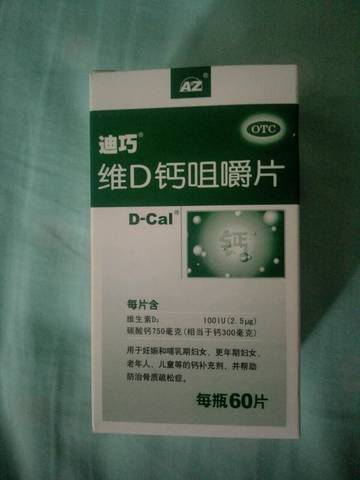 AZ®
OTC
迪巧®
维D钙咀嚼片
D-Cal®
钙
每片含
维生素D₃ 100IU(2.5μg)
碳酸钙750毫克(相当于钙300毫克)
用于妊娠和哺乳期妇女、更年期妇女、
老年人、儿童等的钙补充剂、并帮助
防治骨质疏松症。
每瓶60片